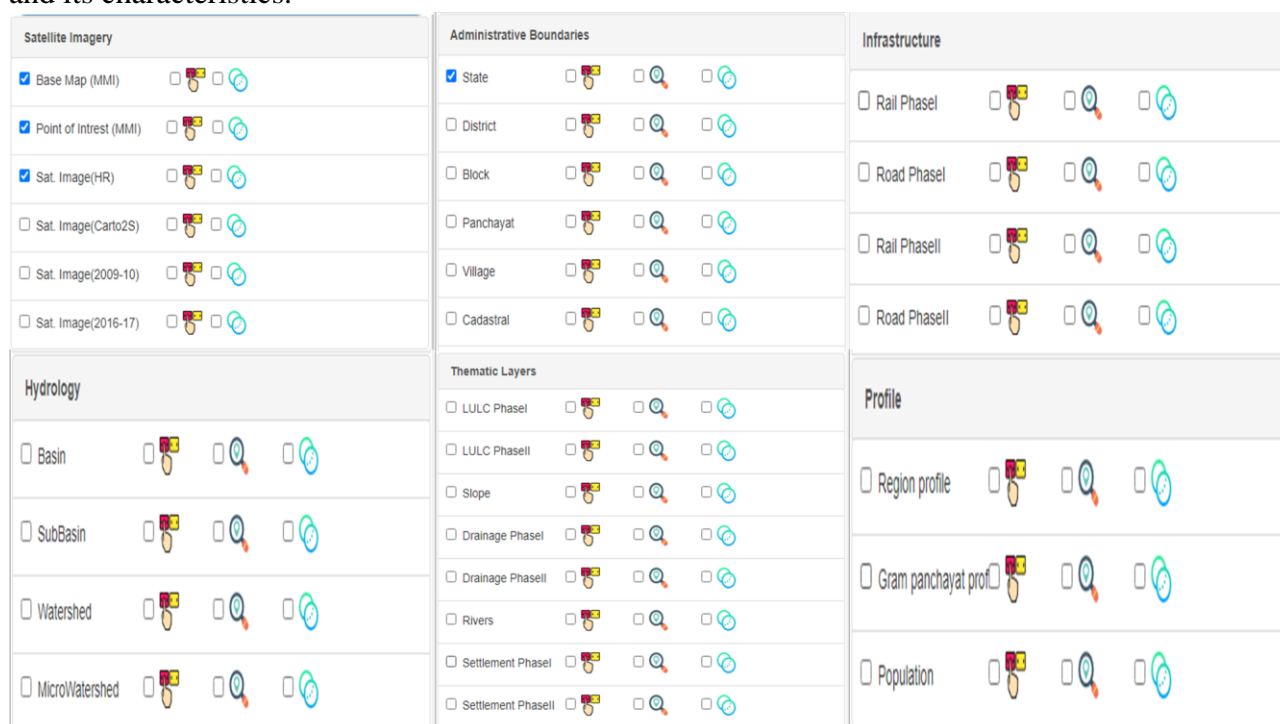 and its characteristics.
Satellite Imagery
Base Map (MMI)
Point of Intrest (MMI)
Sat. Image(HR)
Sat. Image(Carto2S)
Sat. Image(2009-10)
Sat. Image(2016-17)
Administrative Boundaries
State
District
Block
Panchayat
Village
Cadastral
Infrastructure
Rail PhaseI
Road PhaseI
Rail PhaseII
Road PhaseII
Hydrology
Basin
SubBasin
Watershed
MicroWatershed
Thematic Layers
LULC PhaseI
LULC PhaseII
Slope
Drainage PhaseI
Drainage PhaseII
Rivers
Settlement PhaseI
Settlement PhaseII
Profile
Region profile
Gram panchayat prof
Population